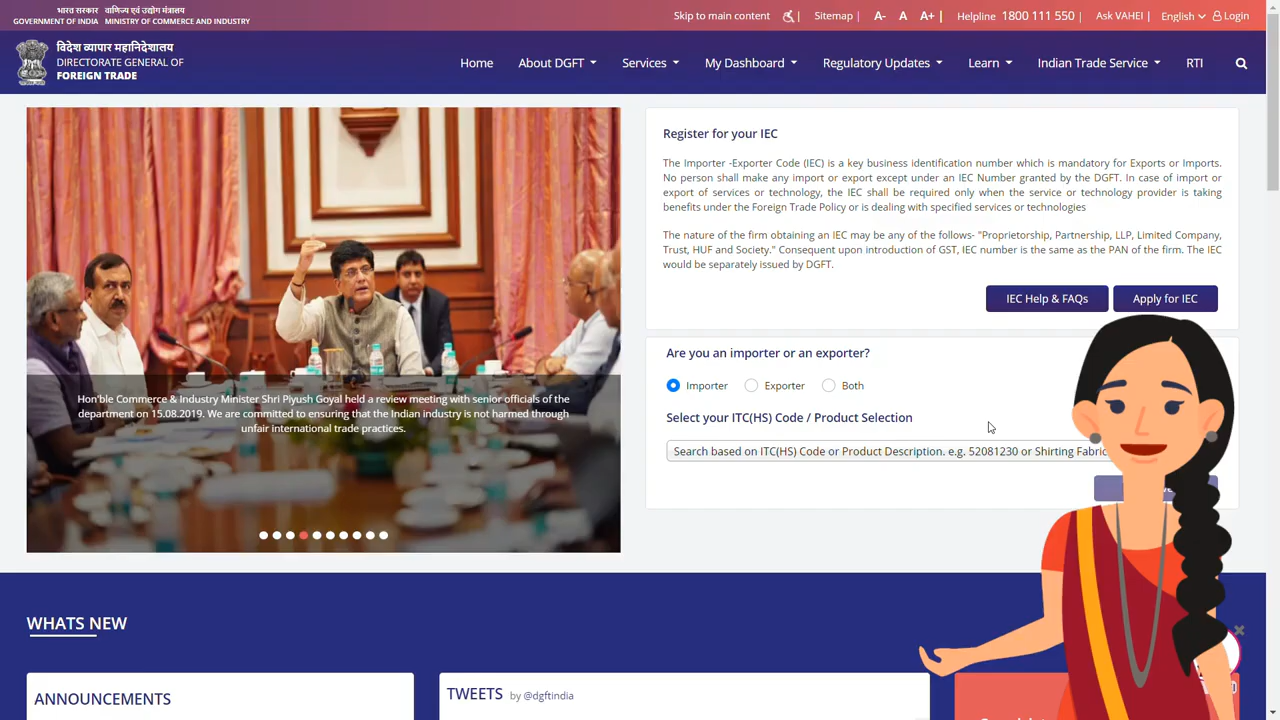 भारत सरकार वाणिज्य एवं उद्योग मंत्रालय
GOVERNMENT OF INDIA MINISTRY OF COMMERCE AND INDUSTRY
Skip to main content | Sitemap | A- A A+ | Helpline 1800 111 550 | Ask VAHEI | English Login
विदेश व्यापार महानिदेशालय
DIRECTORATE GENERAL OF
FOREIGN TRADE
Home About DGFT Services My Dashboard Regulatory Updates Learn Indian Trade Service RTI
Hon'ble Commerce & Industry Minister Shri Piyush Goyal held a review meeting with senior officials of the
department on 15.08.2019. We are committed to ensuring that the Indian industry is not harmed through
unfair international trade practices.
Register for your IEC
The Importer -Exporter Code (IEC) is a key business identification number which is mandatory for Exports or Imports.
No person shall make any import or export except under an IEC Number granted by the DGFT. In case of import or
export of services or technology, the IEC shall be required only when the service or technology provider is taking
benefits under the Foreign Trade Policy or is dealing with specified services or technologies
The nature of the firm obtaining an IEC may be any of the follows- "Proprietorship, Partnership, LLP, Limited Company,
Trust, HUF and Society." Consequent upon introduction of GST, IEC number is the same as the PAN of the firm. The IEC
would be separately issued by DGFT.
IEC Help & FAQs Apply for IEC
Are you an importer or an exporter?
Importer Exporter Both
Select your ITC(HS) Code / Product Selection
Search based on ITC(HS) Code or Product Description. e.g. 52081230 or Shirting Fabric
WHATS NEW
ANNOUNCEMENTS
TWEETS by @dgftindia